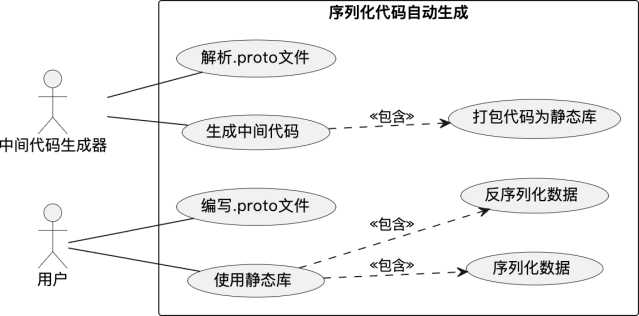 序列化代码自动生成
解析.proto文件
中间代码生成器
生成中间代码
«包含»
打包代码为静态库
编写.proto文件
«包含»
反序列化数据
用户
使用静态库
«包含»
序列化数据